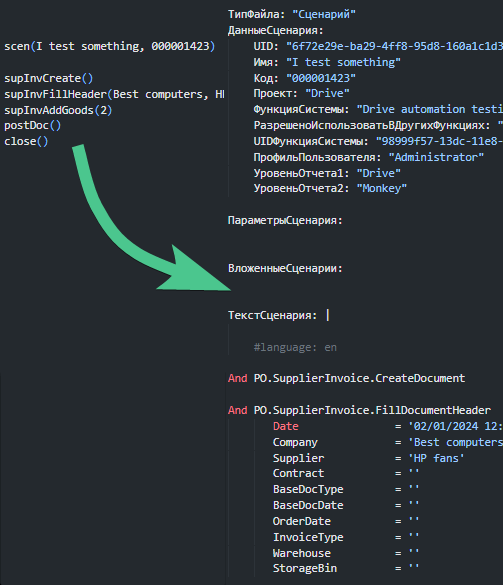 scen(I test something, 000001423)
supInvCreate()
supInvFillHeader(Best computers, HP
supInvAddGoods(2)
postDoc()
close()
ТипФайла: "Сценарий"
ДанныеСценария:
UID: "6f72e29e-ba29-4ff8-95d8-160a1c1d3
Имя: "I test something"
Код: "000001423"
Проект: "Drive"
ФункцияСистемы: "Drive automation testi
РазрешеноИспользоватьВДругихФункциях: "
UIDФункцияСистемы: "98999f57-13dc-11e8-
ПрофильПользователя: "Administrator"
УровеньОтчета1: "Drive"
УровеньОтчета2: "Monkey"
ПараметрыСценария:
ВложенныеСценарии:
ТекстСценария: |
#language: en
And PO.SupplierInvoice.CreateDocument
And PO.SupplierInvoice.FillDocumentHeader
Date = '02/01/2024 12:
Company = 'Best computers
Supplier = 'HP fans'
Contract = ''
BaseDocType = ''
BaseDocDate = ''
OrderDate = ''
InvoiceType = ''
Warehouse = ''
StorageBin = ''